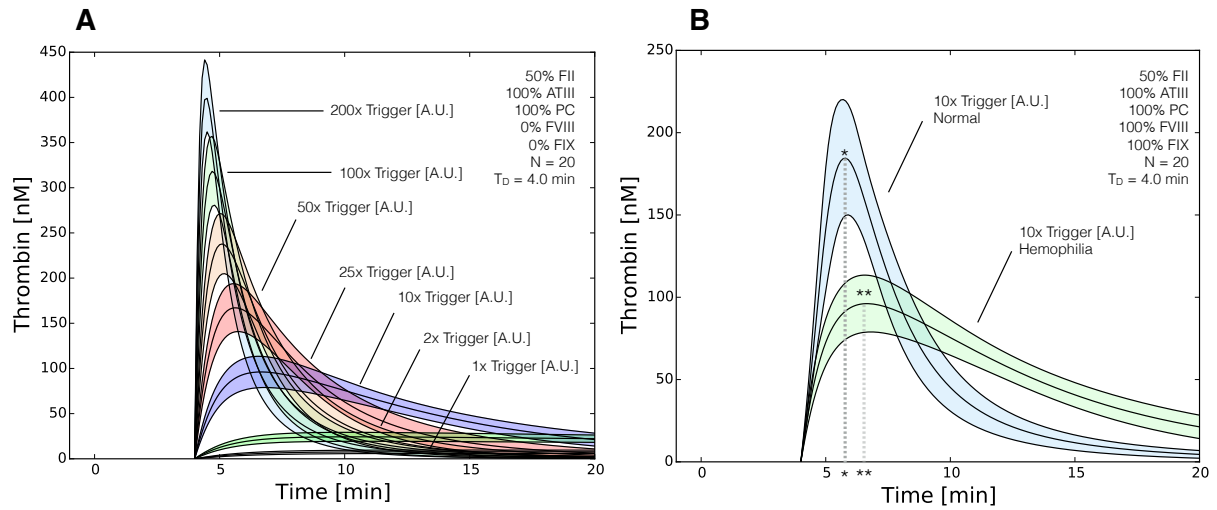 A
450
400
350
300
250
200
150
100
50
0
Thrombin [nM]
0
5
10
15
20
Time [min]
50% FII
100% ATIII
100% PC
0% FVIII
0% FIX
N = 20
TD = 4.0 min
200x Trigger [A.U.]
100x Trigger [A.U.]
50x Trigger [A.U.]
25x Trigger [A.U.]
10x Trigger [A.U.]
2x Trigger [A.U.]
1x Trigger [A.U.]
B
250
200
150
100
50
0
Thrombin [nM]
0
5
10
15
20
*
**
Time [min]
10x Trigger [A.U.]
Normal
50% FII
100% ATIII
100% PC
100% FVIII
100% FIX
N = 20
TD = 4.0 min
10x Trigger [A.U.]
Hemophilia
*
**